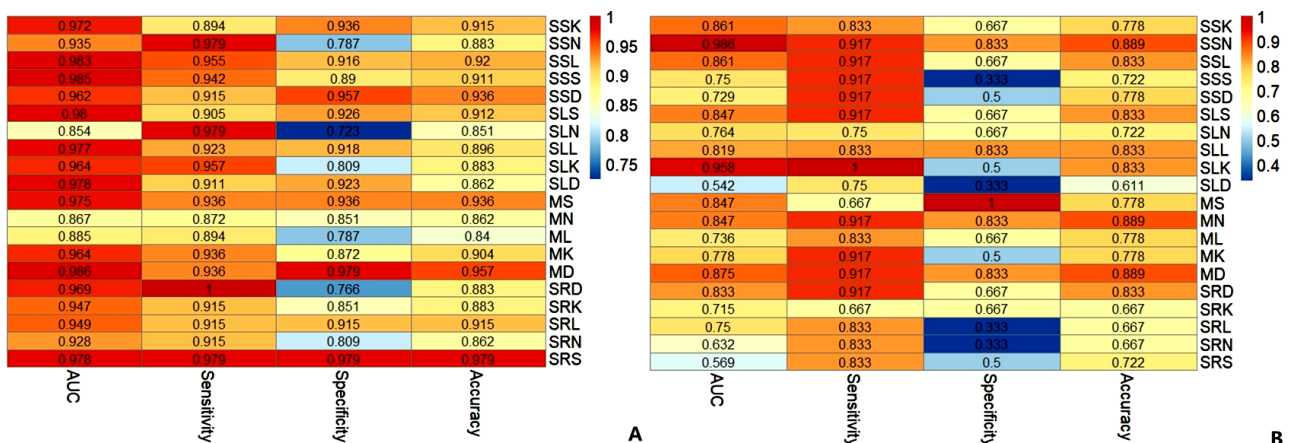 0.972 0.894 0.936 0.915 SSK
0.935 0.979 0.787 0.883 SSN
0.983 0.955 0.916 0.92 SSL
0.985 0.942 0.89 0.911 SSS
0.962 0.915 0.957 0.936 SSD
0.98 0.905 0.926 0.912 SLS
0.854 0.979 0.723 0.851 SLN
0.977 0.923 0.918 0.896 SLL
0.964 0.957 0.809 0.883 SLK
0.978 0.911 0.923 0.862 SLD
0.975 0.936 0.936 0.936 MS
0.867 0.872 0.851 0.862 MN
0.885 0.894 0.787 0.84 ML
0.964 0.936 0.872 0.904 MK
0.986 0.936 0.979 0.957 MD
0.969 1 0.766 0.883 SRD
0.947 0.915 0.851 0.883 SRK
0.949 0.915 0.915 0.915 SRL
0.928 0.915 0.809 0.862 SRN
0.978 0.979 0.979 0.979 SRS
AUC Sensitivity Specificity Accuracy
1
0.95
0.9
0.85
0.8
0.75
A
0.861 0.833 0.667 0.778 SSK
0.986 0.917 0.833 0.889 SSN
0.861 0.917 0.667 0.833 SSL
0.75 0.917 0.333 0.722 SSS
0.729 0.917 0.5 0.778 SSD
0.847 0.917 0.667 0.833 SLS
0.764 0.75 0.667 0.722 SLN
0.819 0.833 0.833 0.833 SLL
0.958 1 0.5 0.833 SLK
0.542 0.75 0.333 0.611 SLD
0.847 0.667 1 0.778 MS
0.847 0.917 0.833 0.889 MN
0.736 0.833 0.667 0.778 ML
0.778 0.917 0.5 0.778 MK
0.875 0.917 0.833 0.889 MD
0.833 0.917 0.667 0.833 SRD
0.715 0.667 0.667 0.667 SRK
0.75 0.833 0.333 0.667 SRL
0.632 0.833 0.333 0.667 SRN
0.569 0.833 0.5 0.722 SRS
AUC Sensitivity Specificity Accuracy
1
0.9
0.8
0.7
0.6
0.5
0.4
B